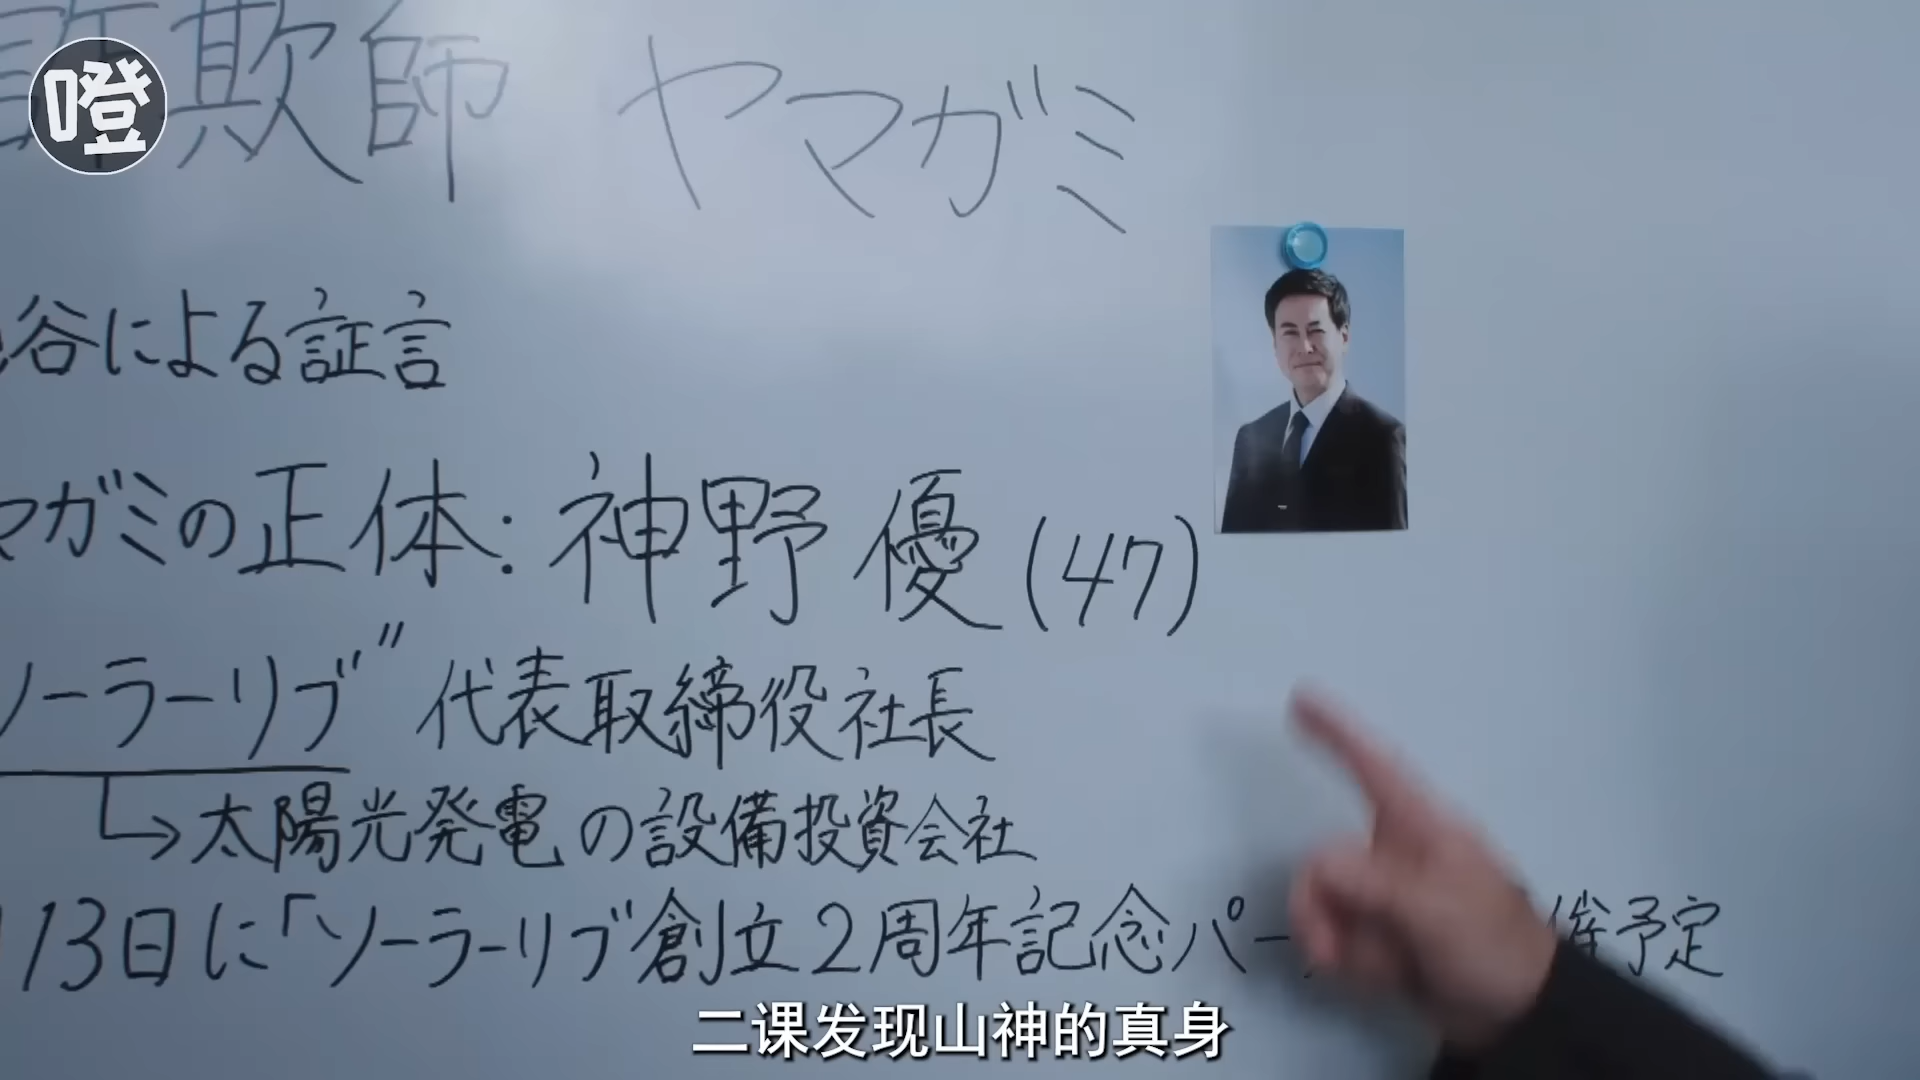 噔
詐欺師 ヤマガミ
谷による証言
マガミの正体:神野 優(47)
ソーラーリブ" 代表取締役社長
→太陽光発電の設備投資会社
13日に「ソーラーリブ創立2周年記念パー 催予定
二课发现山神的真身